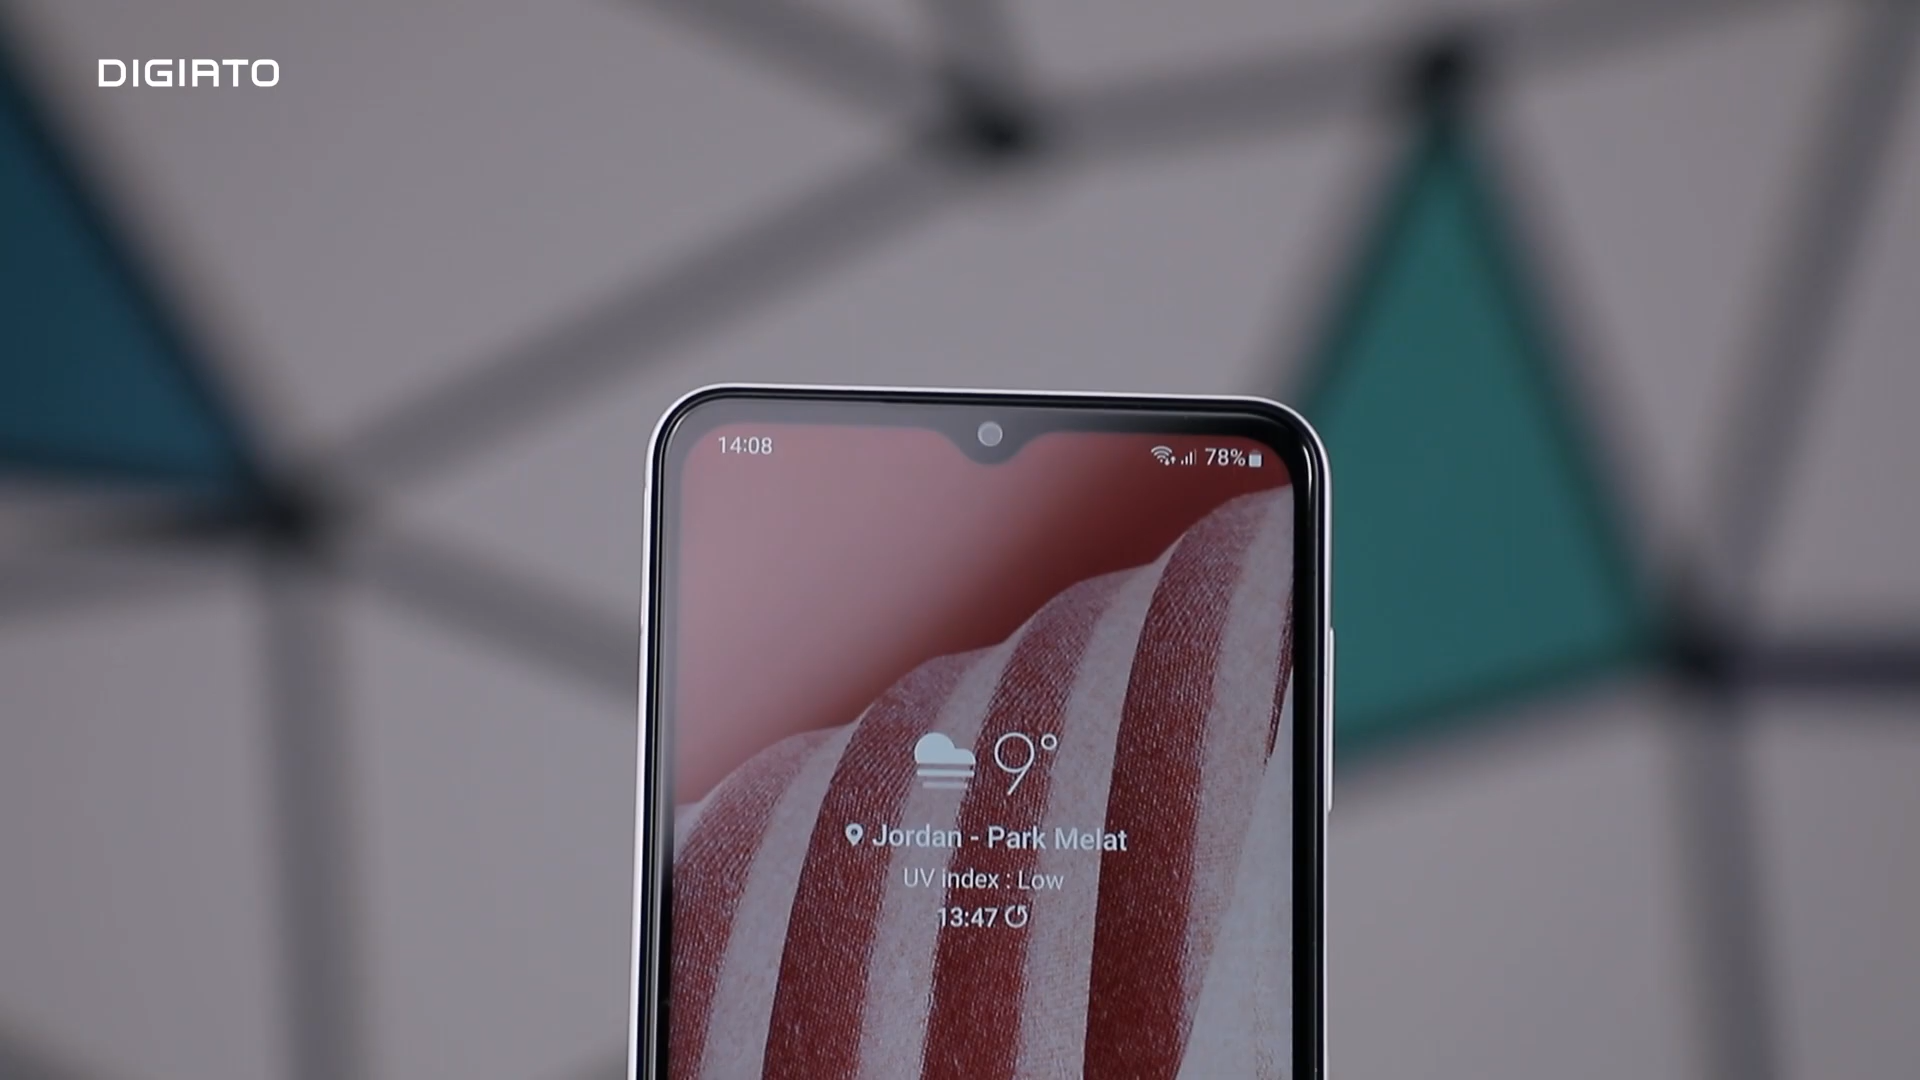 DIGIATO
14:08
78%
9°
Jordan - Park Melat
UV index : Low
13:47